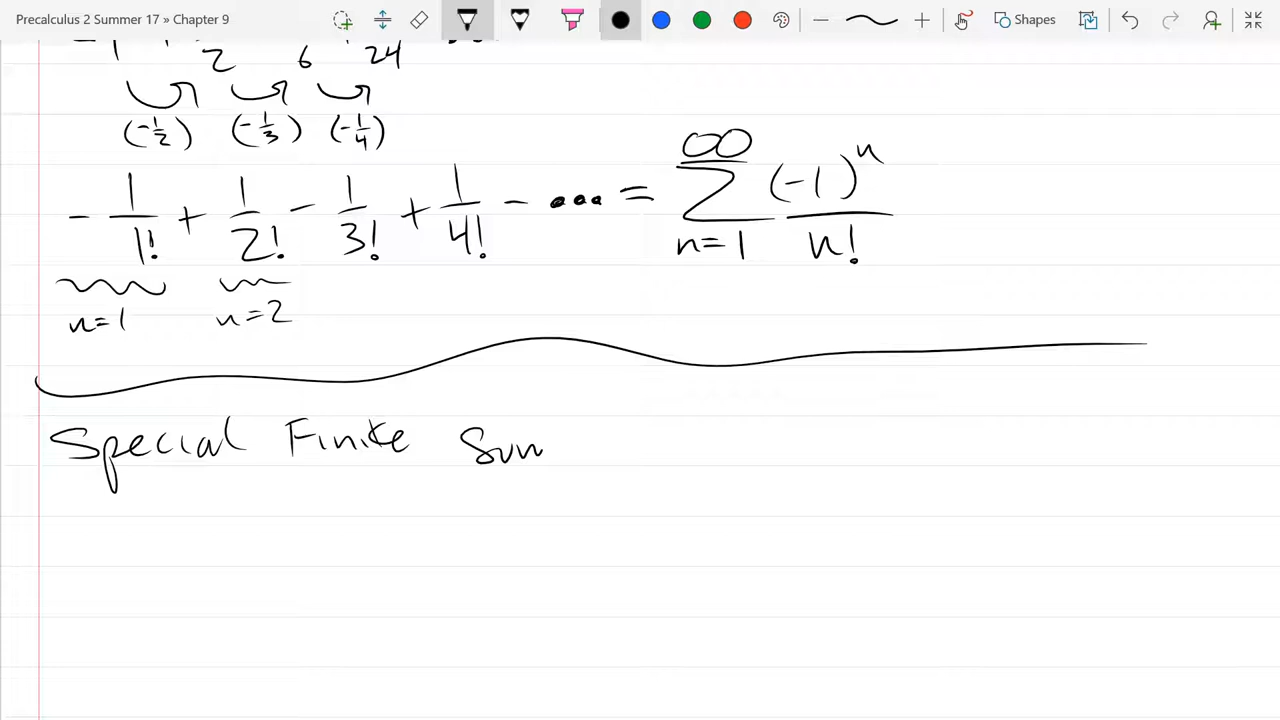 Precalculus 2 Summer 17 » Chapter 9
Shapes
2 6 24
(-1/2) (-1/3) (-1/4)
- 1/1! + 1/2! - 1/3! + 1/4! - ... = ∞ ∑ n=1 (-1)^n / n!
n=1 n=2
Special Finite Sum